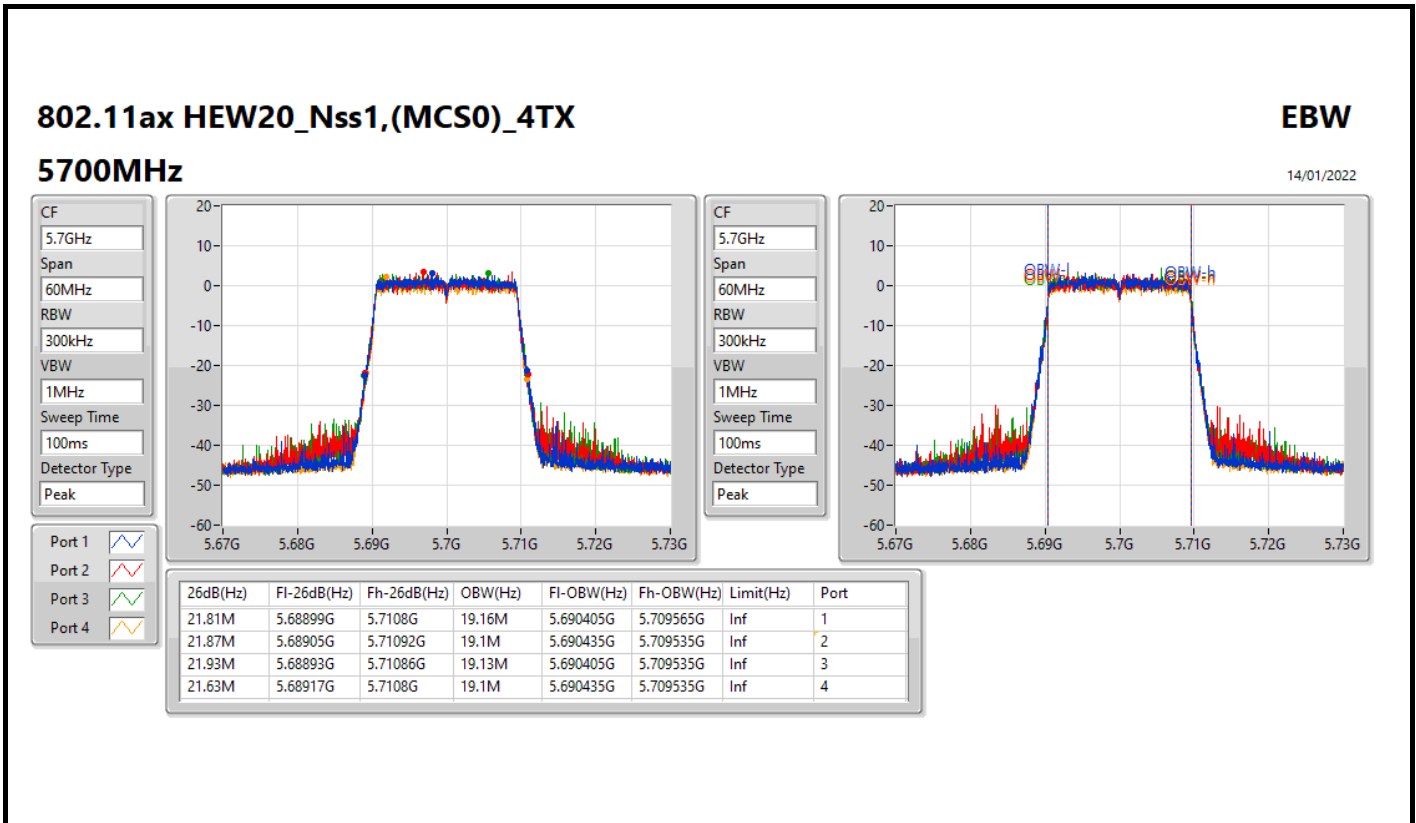 802.11ax HEW20_Nss1,(MCS0)_4TX
EBW
5700MHz
14/01/2022
CF
5.7GHz
Span
60MHz
RBW
300kHz
VBW
1MHz
Sweep Time
100ms
Detector Type
Peak
20
10
0
-10
-20
-30
-40
-50
-60
5.67G 5.68G 5.69G 5.7G 5.71G 5.72G 5.73G
CF
5.7GHz
Span
60MHz
RBW
300kHz
VBW
1MHz
Sweep Time
100ms
Detector Type
Peak
20
10
0
-10
-20
-30
-40
-50
-60
OBW-l OBW-h
5.67G 5.68G 5.69G 5.7G 5.71G 5.72G 5.73G
Port 1
Port 2
Port 3
Port 4
26dB(Hz) Fl-26dB(Hz) Fh-26dB(Hz) OBW(Hz) Fl-OBW(Hz) Fh-OBW(Hz) Limit(Hz) Port
21.81M 5.68899G 5.7108G 19.16M 5.690405G 5.709565G Inf 1
21.87M 5.68905G 5.71092G 19.1M 5.690435G 5.709535G Inf 2
21.93M 5.68893G 5.71086G 19.13M 5.690405G 5.709535G Inf 3
21.63M 5.68917G 5.7108G 19.1M 5.690435G 5.709535G Inf 4